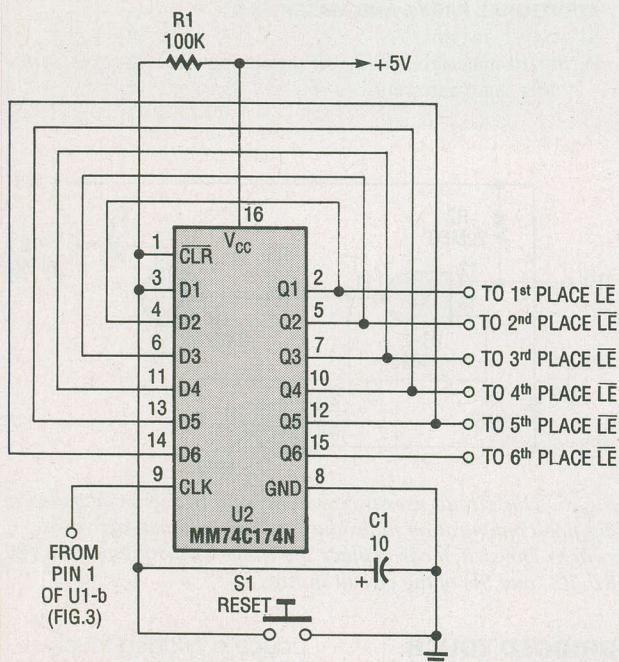 R1
100K
+5V
16
VCC
1
CLR
3
D1
4
D2
6
D3
11
D4
13
D5
14
D6
9
CLK
Q1
2
Q2
5
Q3
7
Q4
10
Q5
12
Q6
15
GND
8
U2
MM74C174N
TO 1st PLACE LE
TO 2nd PLACE LE
TO 3rd PLACE LE
TO 4th PLACE LE
TO 5th PLACE LE
TO 6th PLACE LE
FROM
PIN 1
OF U1-b
(FIG.3)
C1
10
+
S1
RESET